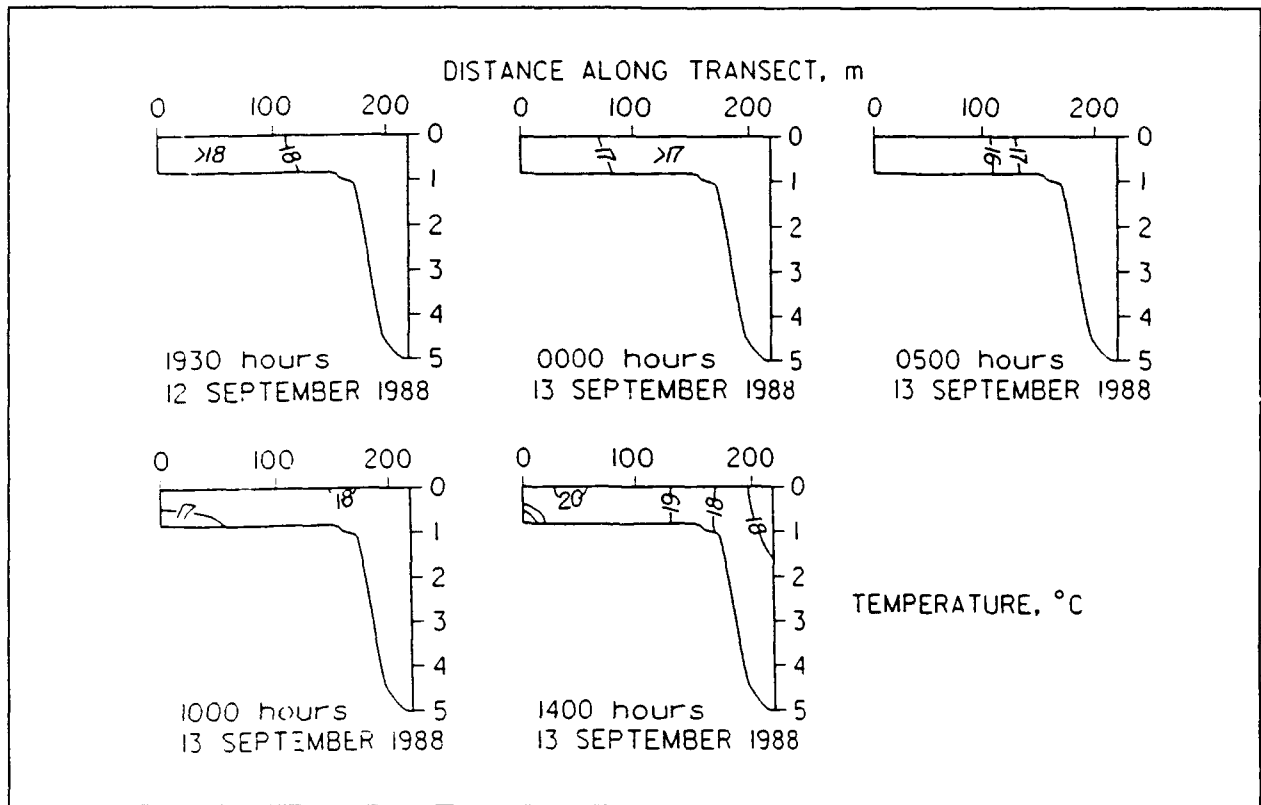 DISTANCE ALONG TRANSECT, m
0 100 200
0 100 200
0 100 200
0
1
2
3
4
5
>18
18
1930 hours
12 SEPTEMBER 1988
0
1
2
3
4
5
17
>17
0000 hours
13 SEPTEMBER 1988
0
1
2
3
4
5
16
17
0500 hours
13 SEPTEMBER 1988
0 100 200
0 100 200
0
1
2
3
4
5
17
18
1000 hours
13 SEPTEMBER 1988
0
1
2
3
4
5
20
19
18
18
1400 hours
13 SEPTEMBER 1988
TEMPERATURE, °C